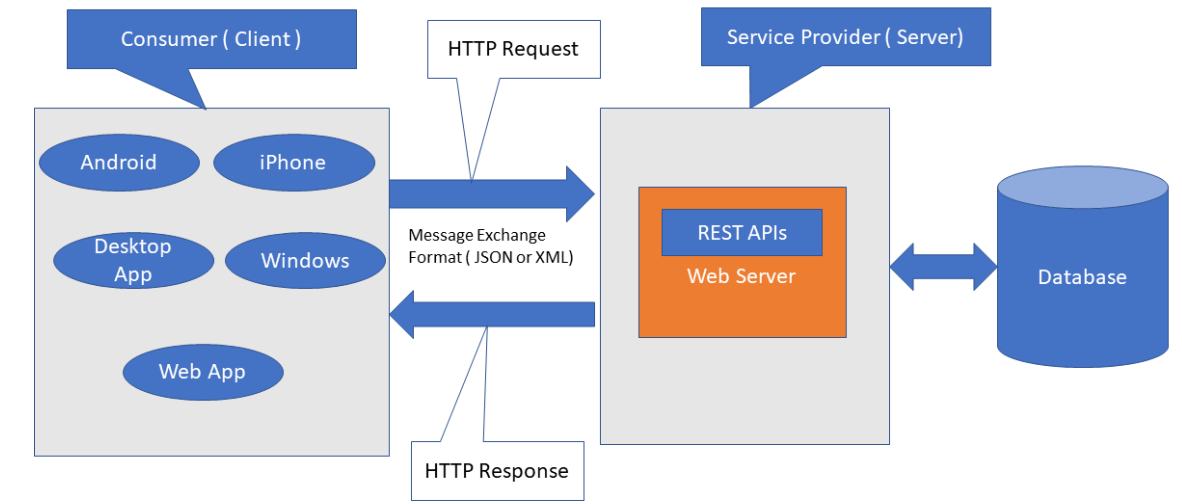 Consumer ( Client )
HTTP Request
Service Provider ( Server)
Android
iPhone
Desktop
App
Windows
Web App
Message Exchange
Format ( JSON or XML)
REST APIs
Web Server
Database
HTTP Response